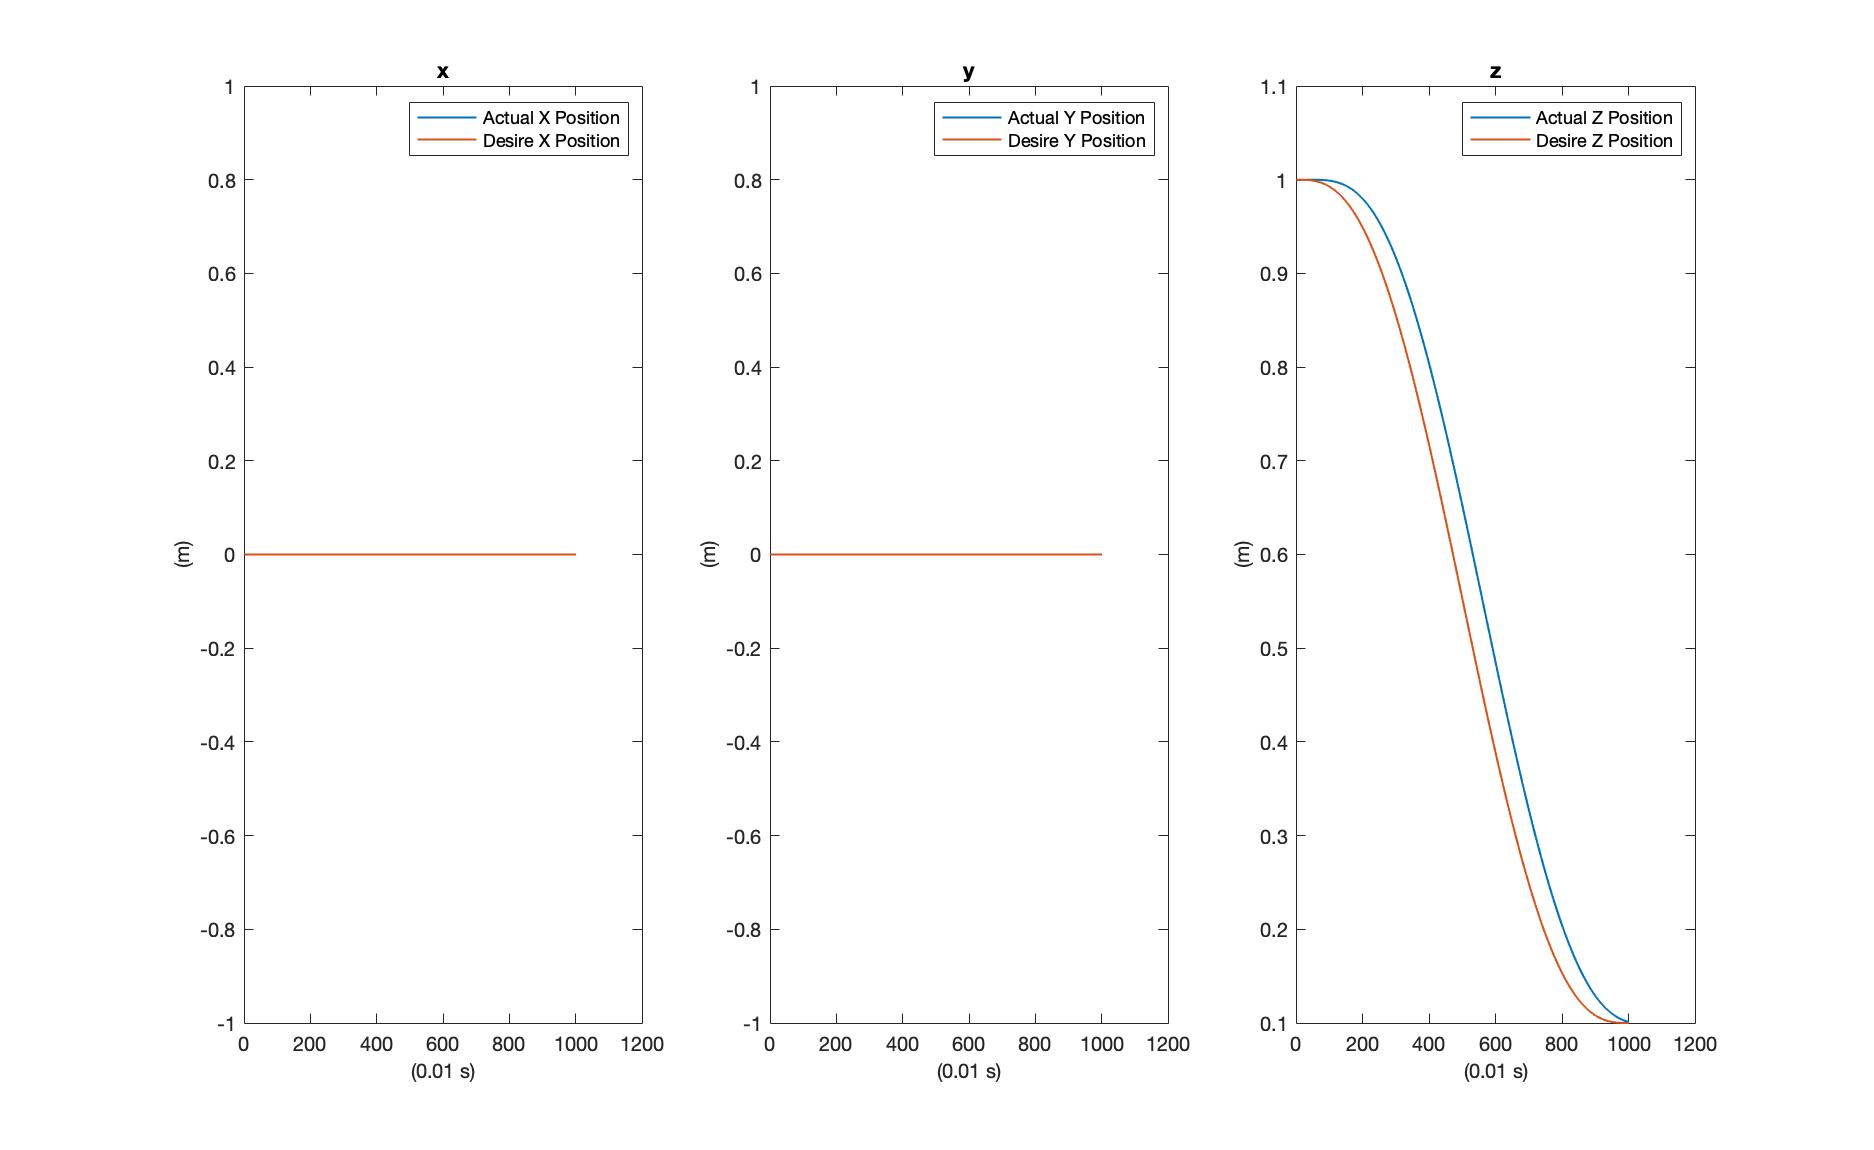 x
Actual X Position
Desire X Position
1
0.8
0.6
0.4
0.2
0
-0.2
-0.4
-0.6
-0.8
-1
(m)
0 200 400 600 800 1000 1200
(0.01 s)
y
Actual Y Position
Desire Y Position
1
0.8
0.6
0.4
0.2
0
-0.2
-0.4
-0.6
-0.8
-1
(m)
0 200 400 600 800 1000 1200
(0.01 s)
z
Actual Z Position
Desire Z Position
1.1
1
0.9
0.8
0.7
0.6
0.5
0.4
0.3
0.2
0.1
(m)
0 200 400 600 800 1000 1200
(0.01 s)